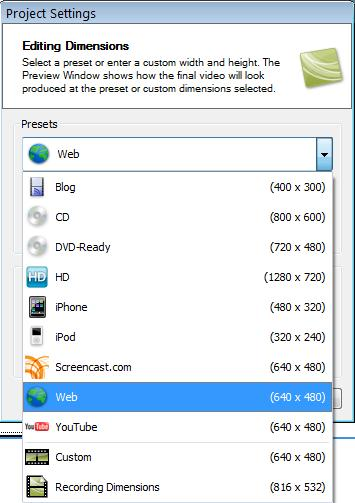 Project Settings
Editing Dimensions
Select a preset or enter a custom width and height. The
Preview Window shows how the final video will look
produced at the preset or custom dimensions selected.
Presets
Web
Blog (400 x 300)
CD (800 x 600)
DVD-Ready (720 x 480)
HD HD (1280 x 720)
iPhone (480 x 320)
iPod (320 x 240)
Screencast.com (640 x 480)
Web (640 x 480)
YouTube YouTube (640 x 480)
Custom (640 x 480)
Recording Dimensions (816 x 532)